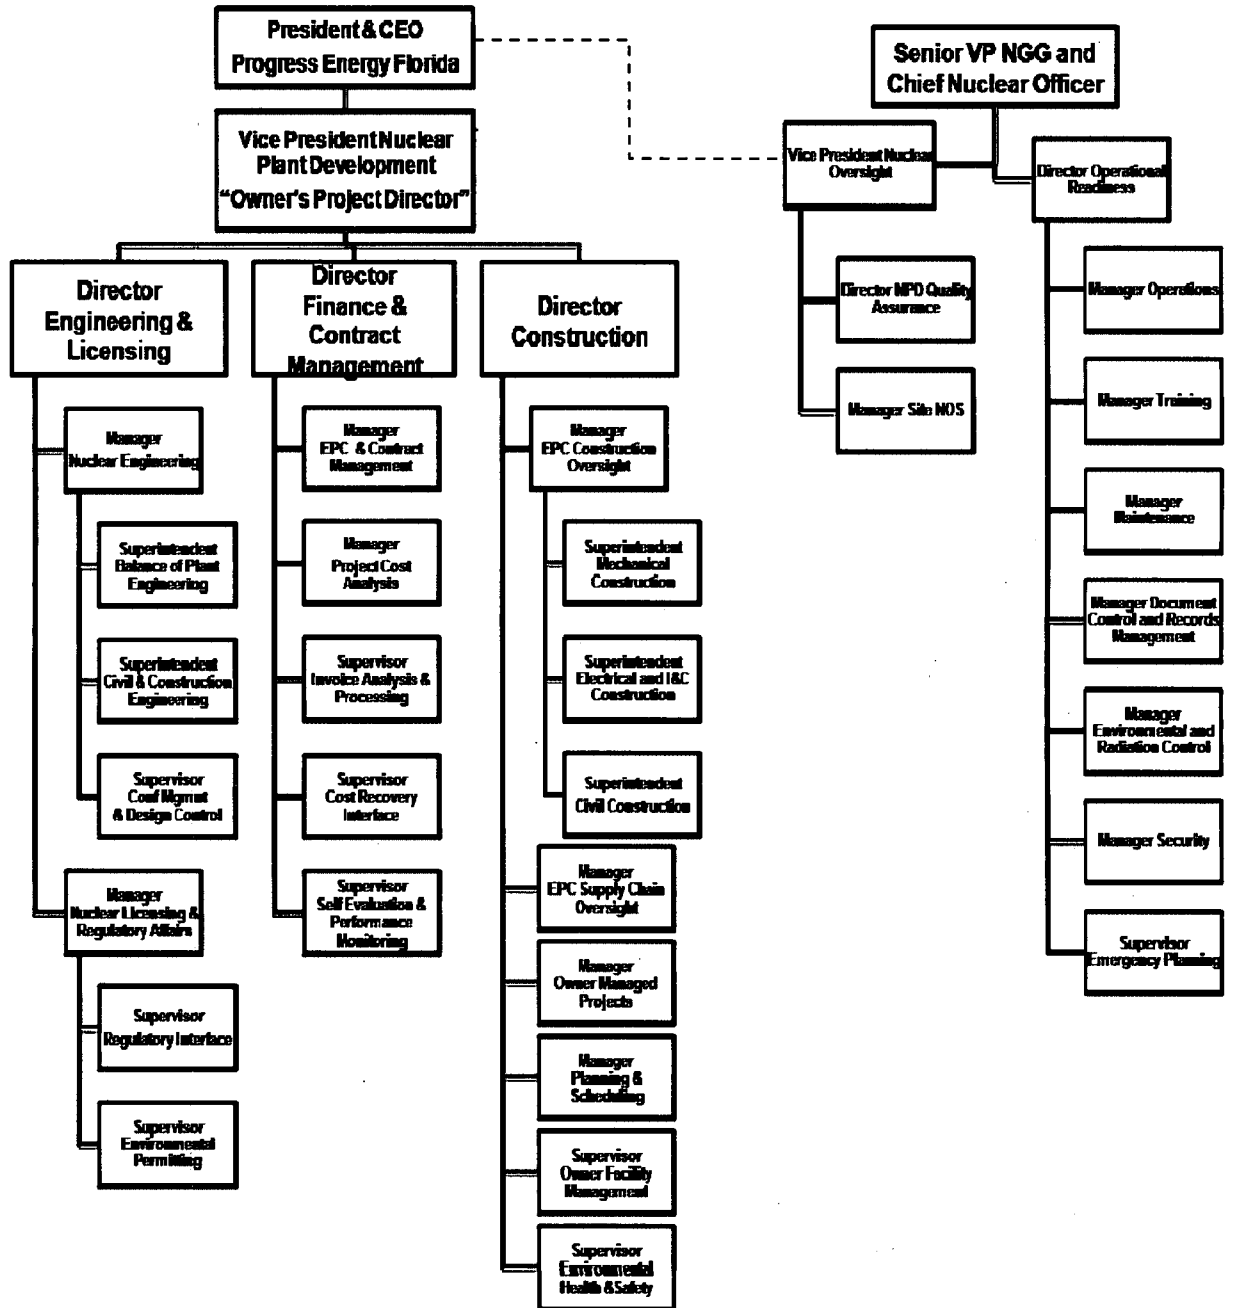 President & CEO
Progress Energy Florida
Senior VP NGG and
Chief Nuclear Officer
Vice President Nuclear
Plant Development
“Owner's Project Director”
Vice President Nuclear
Oversight
Director Operational
Readiness
Director
Engineering &
Licensing
Director
Finance &
Contract
Management
Director
Construction
Manager
Nuclear Engineering
Superintendent
Balance of Plant
Engineering
Superintendent
Civil & Construction
Engineering
Supervisor
Conf Mgmt
& Design Control
Manager
Nuclear Licensing &
Regulatory Affairs
Supervisor
Regulatory Interface
Supervisor
Environmental
Permitting
Manager
EPC & Contract
Management
Manager
Project Cost
Analysis
Supervisor
Invoice Analysis &
Processing
Supervisor
Cost Recovery
Interface
Supervisor
Self Evaluation &
Performance
Monitoring
Manager
EPC Construction
Oversight
Superintendent
Mechanical
Construction
Superintendent
Electrical and I&C
Construction
Superintendent
Civil Construction
Manager
EPC Supply Chain
Oversight
Manager
Owner Managed
Projects
Manager
Planning &
Scheduling
Supervisor
Owner Facility
Management
Supervisor
Environmental
Health & Safety
Director NPD Quality
Assurance
Manager Site NOS
Manager Operations
Manager Training
Manager
Maintenance
Manager Document
Control and Records
Management
Manager
Environmental and
Radiation Control
Manager Security
Supervisor
Emergency Planning